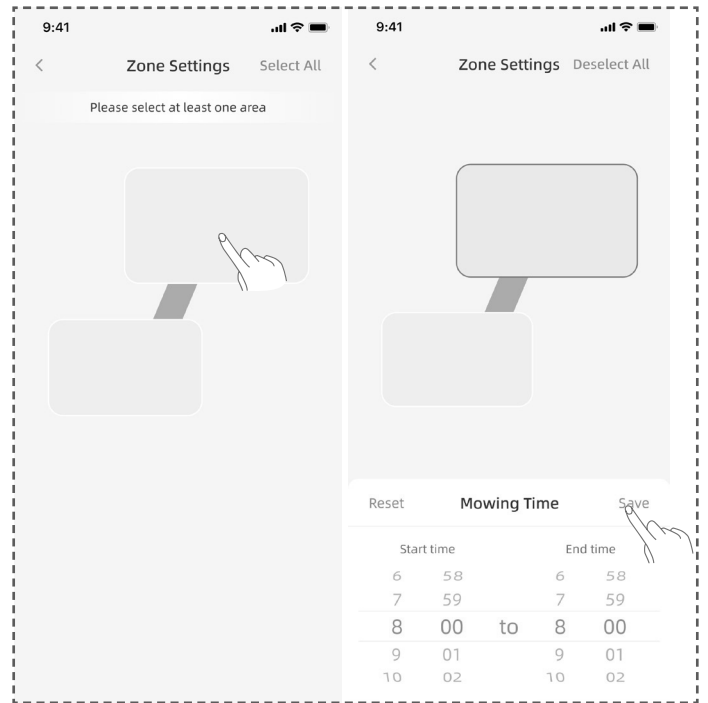 9:41
Zone Settings Select All
Please select at least one area
9:41
Zone Settings Deselect All
Reset Mowing Time Save
Start time End time
6 58 6 58
7 59 7 59
8 00 to 8 00
9 01 9 01
10 02 10 02